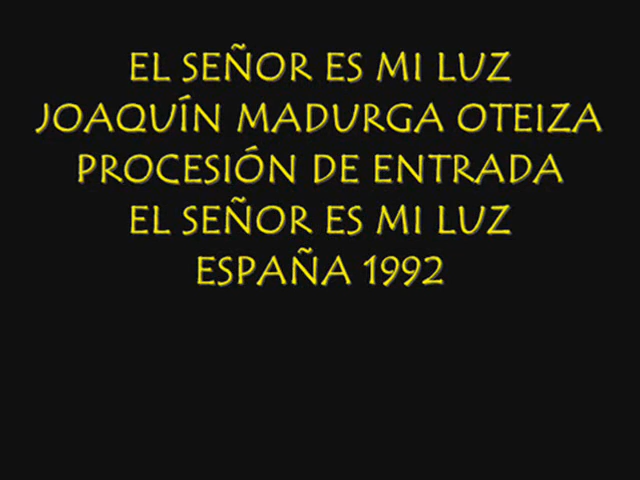 EL SEÑOR ES MI LUZ
JOAQUÍN MADURGA OTEIZA
PROCESIÓN DE ENTRADA
EL SEÑOR ES MI LUZ
ESPAÑA 1992